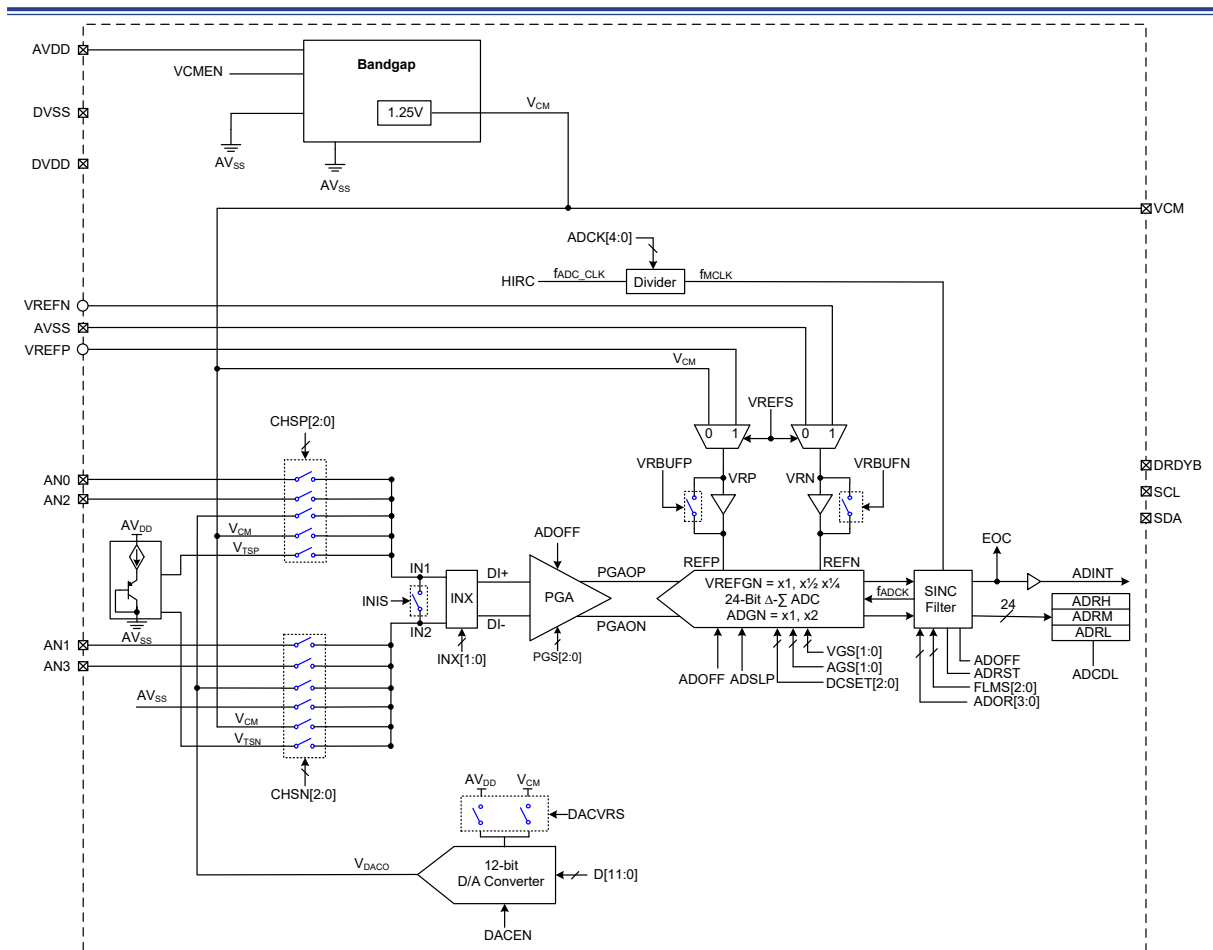 AVDD
Bandgap
VCMEN
1.25V
VCM
DVSS
AVSS
DVDD
AVSS
VCM
ADCK[4:0]
HIRC
fADC_CLK
Divider
fMCLK
VREFN
AVSS
VREFP
VCM
VREFS
0 1
0 1
CHSP[2:0]
VRBUFP
VRP
VRN
VRBUFN
DRDYB
SCL
SDA
AN0
AN2
AVDD
VCM
VTSP
ADOFF
REFP
REFN
EOC
IN1
DI+
PGAOP
INIS
INX
PGA
VREFGN = x1, x½ x¼
24-Bit Δ-Σ ADC
ADGN = x1, x2
fADCK
SINC
Filter
ADINT
24
ADRH
ADRM
ADRL
IN2
DI-
PGAON
AVSS
AN1
AN3
INX[1:0]
PGS[2:0]
ADOFF
ADSLP
VGS[1:0]
AGS[1:0]
DCSET[2:0]
ADOFF
ADRST
FLMS[2:0]
ADOR[3:0]
ADCDL
AVSS
VCM
VTSN
CHSN[2:0]
AVDD
VCM
DACVRS
VDACO
12-bit
D/A Converter
D[11:0]
DACEN